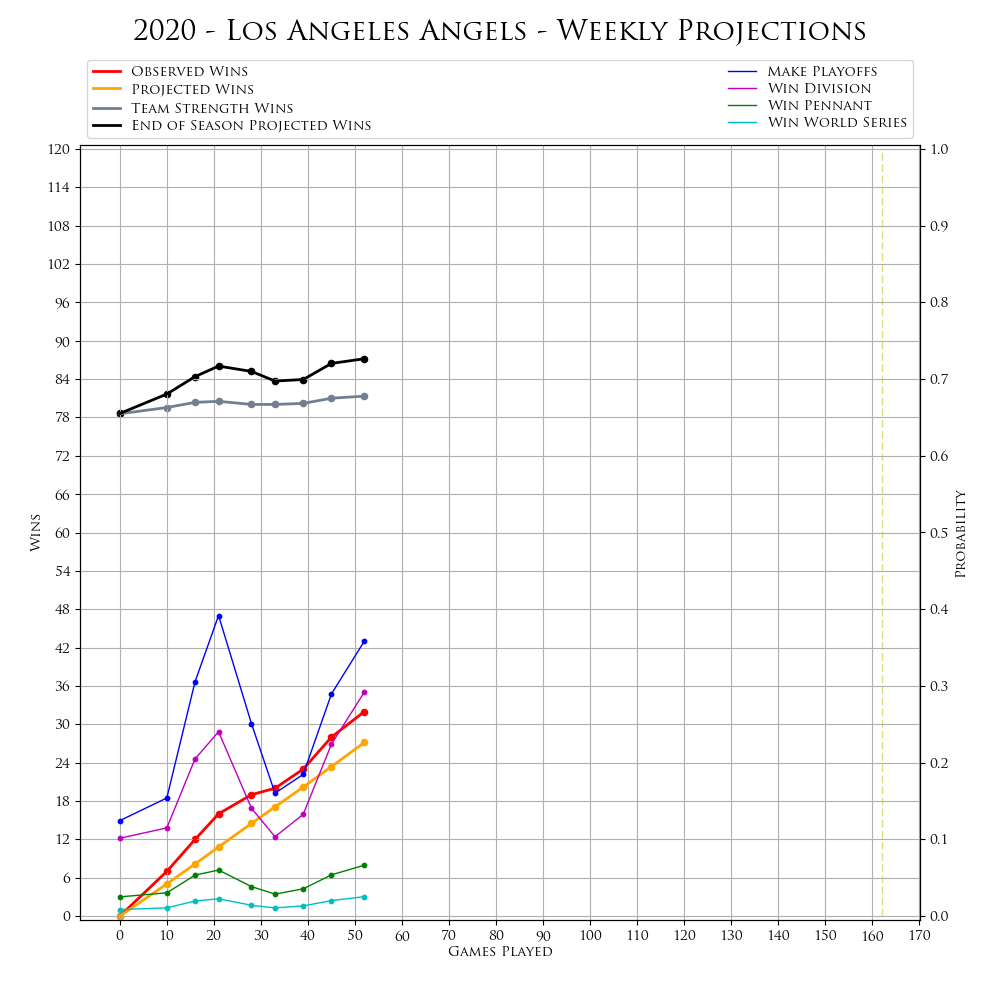 2020 - Los Angeles Angels - Weekly Projections
Observed Wins
Projected Wins
Team Strength Wins
End of Season Projected Wins
Make Playoffs
Win Division
Win Pennant
Win World Series
120
114
108
102
96
90
84
78
72
66
60
54
48
42
36
30
24
18
12
6
0
Wins
1.0
0.9
0.8
0.7
0.6
0.5
0.4
0.3
0.2
0.1
0.0
Probability
0 10 20 30 40 50 60 70 80 90 100 110 120 130 140 150 160 170
Games Played